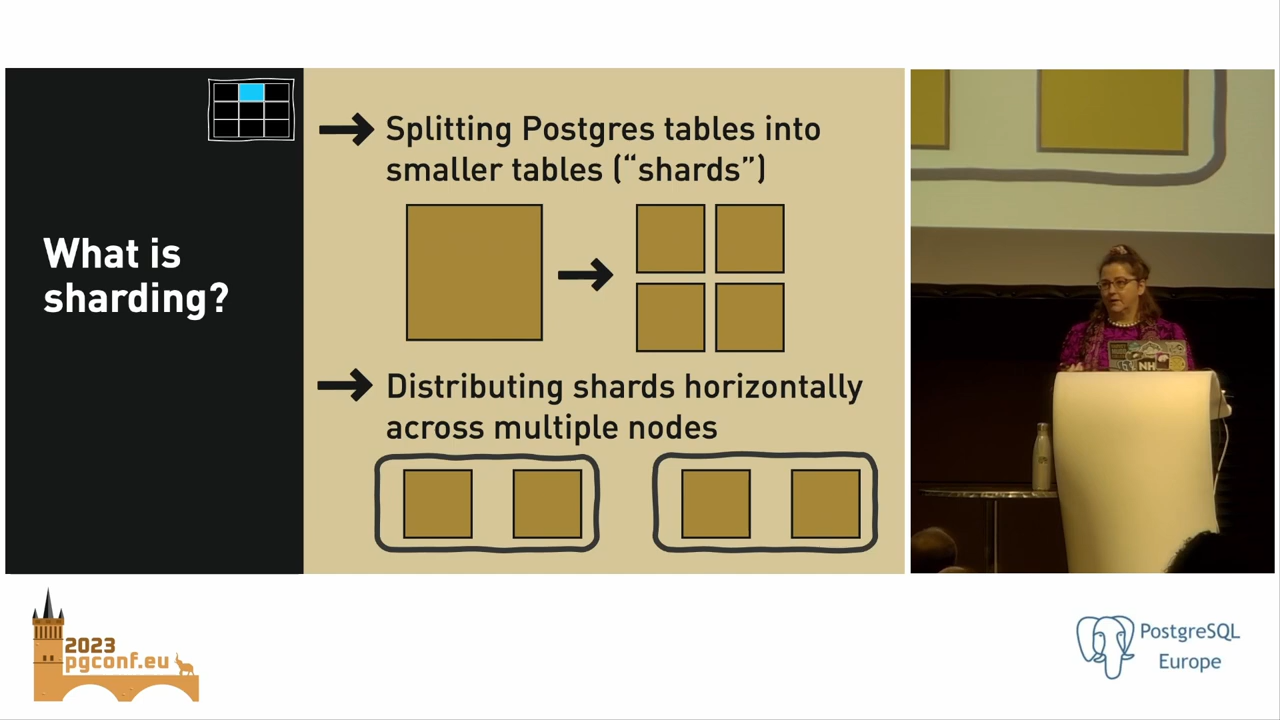 What is
sharding?
Splitting Postgres tables into
smaller tables (“shards”)
Distributing shards horizontally
across multiple nodes
NH
2023
pgconf.eu
PostgreSQL
Europe